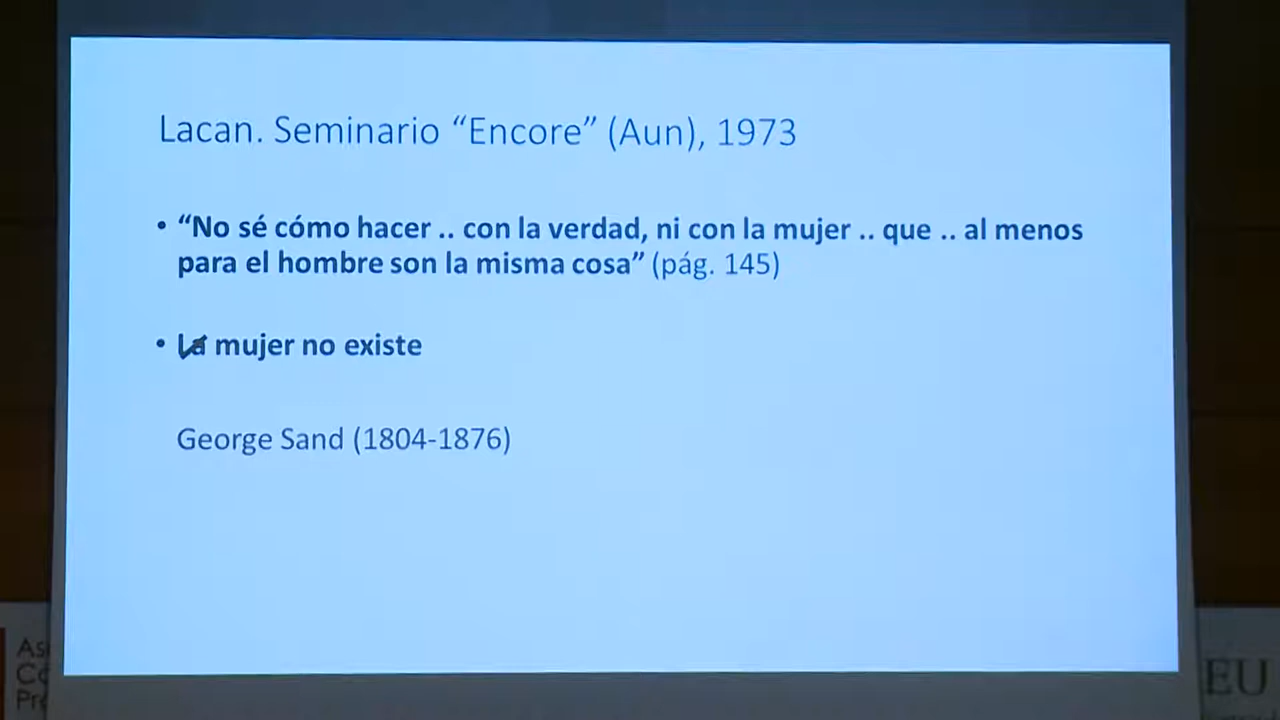 Lacan. Seminario “Encore” (Aun), 1973
• “No sé cómo hacer .. con la verdad, ni con la mujer .. que .. al menos
para el hombre son la misma cosa” (pág. 145)
• La mujer no existe
George Sand (1804-1876)
EU